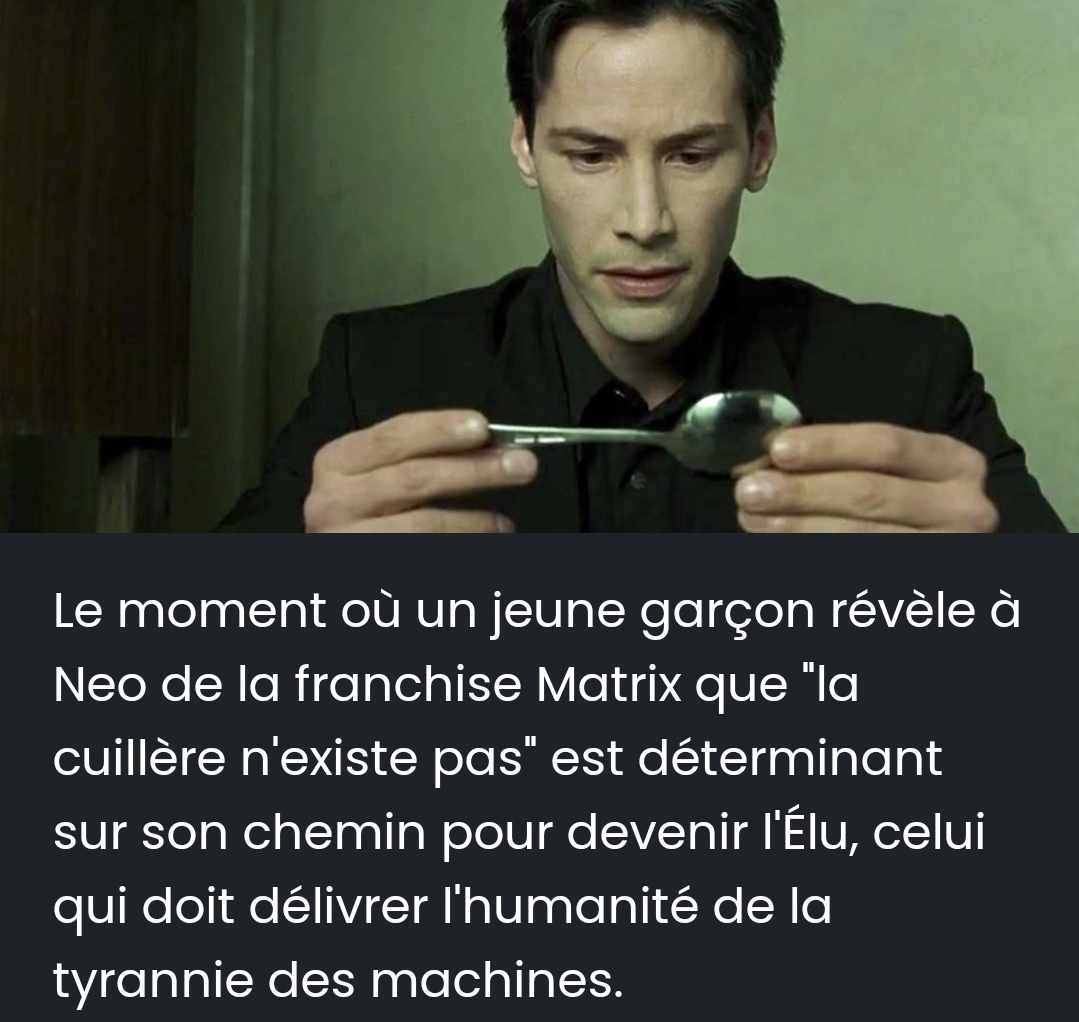 Le moment où un jeune garçon révèle à
Neo de la franchise Matrix que "la
cuillère n'existe pas" est déterminant
sur son chemin pour devenir l'Élu, celui
qui doit délivrer l'humanité de la
tyrannie des machines.